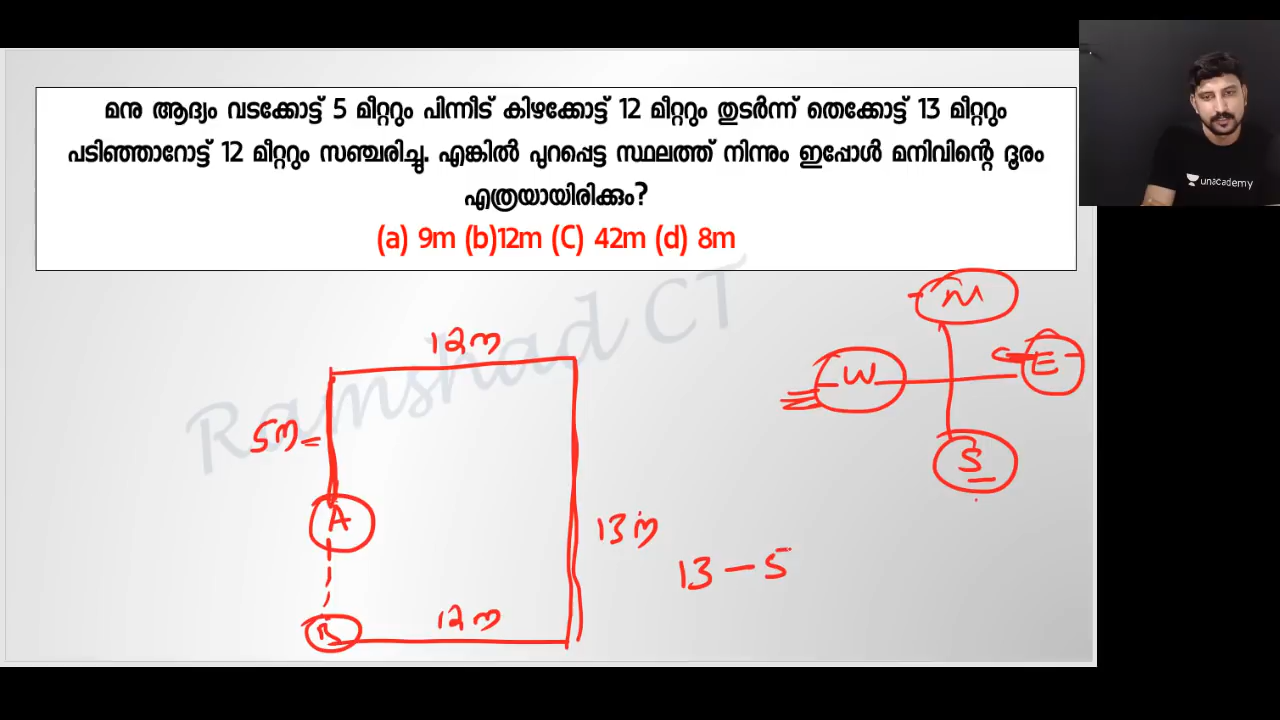 മനു ആദ്യം വടക്കോട്ട് 5 മീറ്ററും പിന്നീട് കിഴക്കോട്ട് 12 മീറ്ററും തുടർന്ന് തെക്കോട്ട് 13 മീറ്ററും
പടിഞ്ഞാറോട്ട് 12 മീറ്ററും സഞ്ചരിച്ചു. എങ്കിൽ പുറപ്പെട്ട സ്ഥലത്ത് നിന്നും ഇപ്പോൾ മനിവിന്റെ ദൂരം
എത്രയായിരിക്കും?
(a) 9m (b)12m (C) 42m (d) 8m
unacademy
Ramshad CT
N
W
E
S
12m
5m
A
13m
13 - 5
12m
B